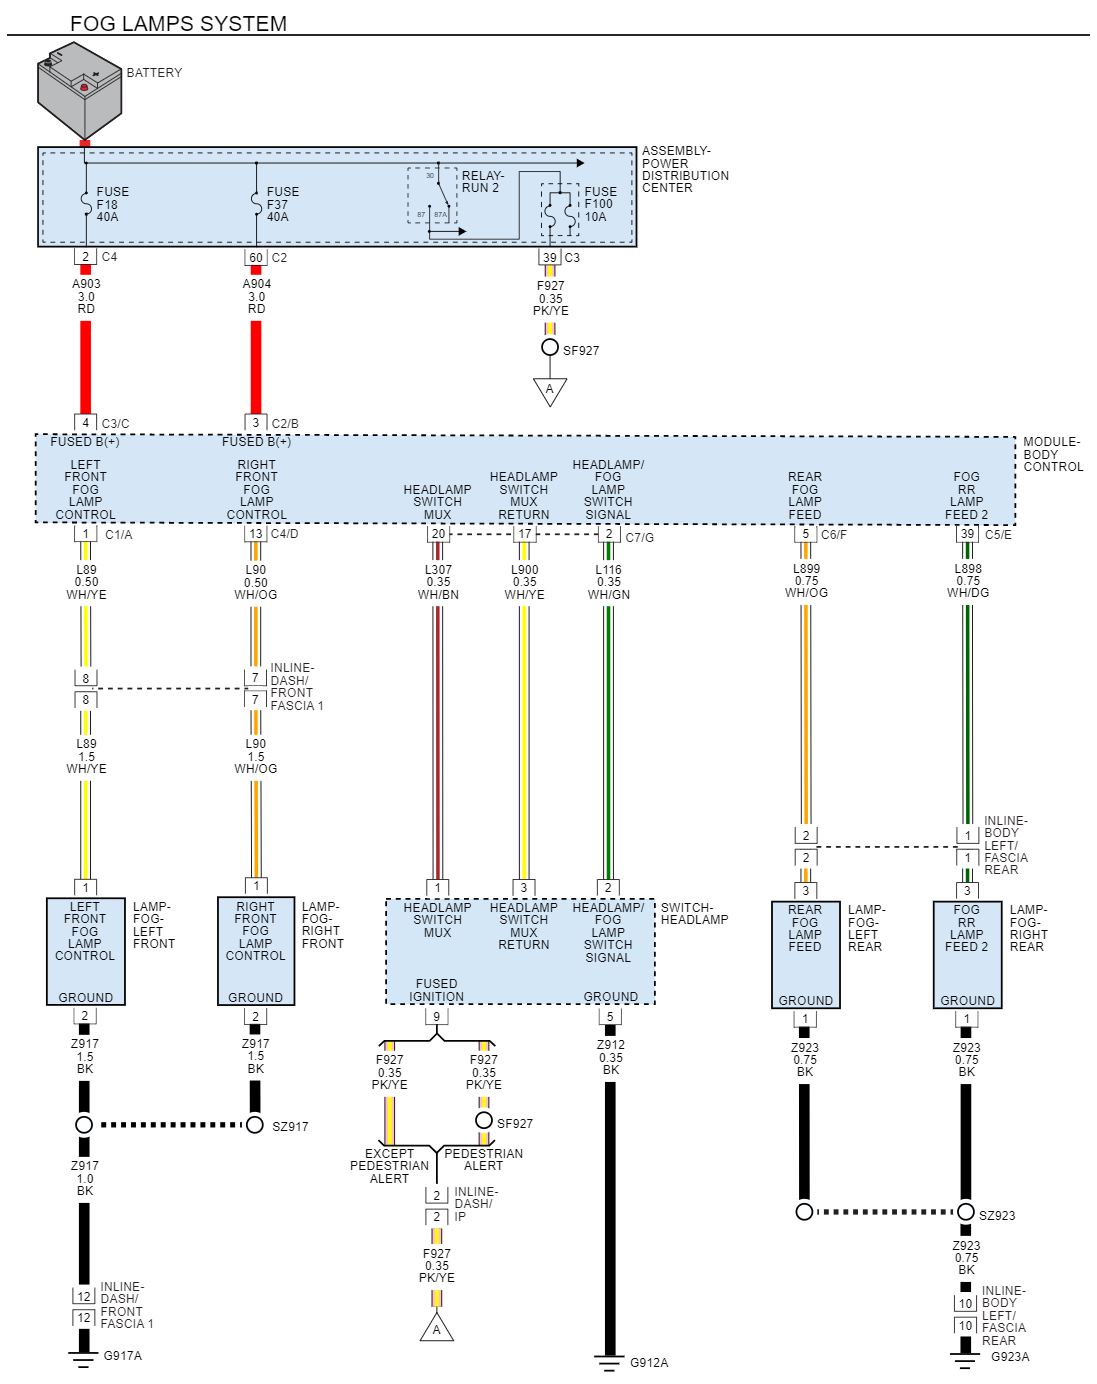 FOG LAMPS SYSTEM
BATTERY
ASSEMBLY-
POWER
DISTRIBUTION
CENTER
FUSE
F18
40A
FUSE
F37
40A
30
87
87A
RELAY-
RUN 2
FUSE
F100
10A
2
C4
60
C2
39
C3
A903
3.0
RD
A904
3.0
RD
F927
0.35
PK/YE
SF927
A
4
C3/C
3
C2/B
FUSED B(+)
FUSED B(+)
MODULE-
BODY
CONTROL
LEFT
FRONT
FOG
LAMP
CONTROL
RIGHT
FRONT
FOG
LAMP
CONTROL
HEADLAMP
SWITCH
MUX
HEADLAMP
SWITCH
MUX
RETURN
HEADLAMP/
FOG
LAMP
SWITCH
SIGNAL
REAR
FOG
LAMP
FEED
FOG
RR
LAMP
FEED 2
1
C1/A
13
C4/D
20
17
2
C7/G
5
C6/F
39
C5/E
L89
0.50
WH/YE
L90
0.50
WH/OG
L307
0.35
WH/BN
L900
0.35
WH/YE
L116
0.35
WH/GN
L899
0.75
WH/OG
L898
0.75
WH/DG
8
8
7
7
INLINE-
DASH/
FRONT
FASCIA 1
L89
1.5
WH/YE
L90
1.5
WH/OG
2
2
1
1
INLINE-
BODY
LEFT/
FASCIA
REAR
1
1
1
3
2
3
3
LEFT
FRONT
FOG
LAMP
CONTROL
GROUND
LAMP-
FOG-
LEFT
FRONT
RIGHT
FRONT
FOG
LAMP
CONTROL
GROUND
LAMP-
FOG-
RIGHT
FRONT
HEADLAMP
SWITCH
MUX
HEADLAMP
SWITCH
MUX
RETURN
HEADLAMP/
FOG
LAMP
SWITCH
SIGNAL
FUSED
IGNITION
GROUND
SWITCH-
HEADLAMP
REAR
FOG
LAMP
FEED
GROUND
LAMP-
FOG-
LEFT
REAR
FOG
RR
LAMP
FEED 2
GROUND
LAMP-
FOG-
RIGHT
REAR
2
2
9
5
1
1
Z917
1.5
BK
Z917
1.5
BK
F927
0.35
PK/YE
F927
0.35
PK/YE
Z912
0.35
BK
Z923
0.75
BK
Z923
0.75
BK
SZ917
SF927
EXCEPT
PEDESTRIAN
ALERT
PEDESTRIAN
ALERT
Z917
1.0
BK
2
2
INLINE-
DASH/
IP
SZ923
F927
0.35
PK/YE
Z923
0.75
BK
12
12
INLINE-
DASH/
FRONT
FASCIA 1
A
10
10
INLINE-
BODY
LEFT/
FASCIA
REAR
G917A
G912A
G923A